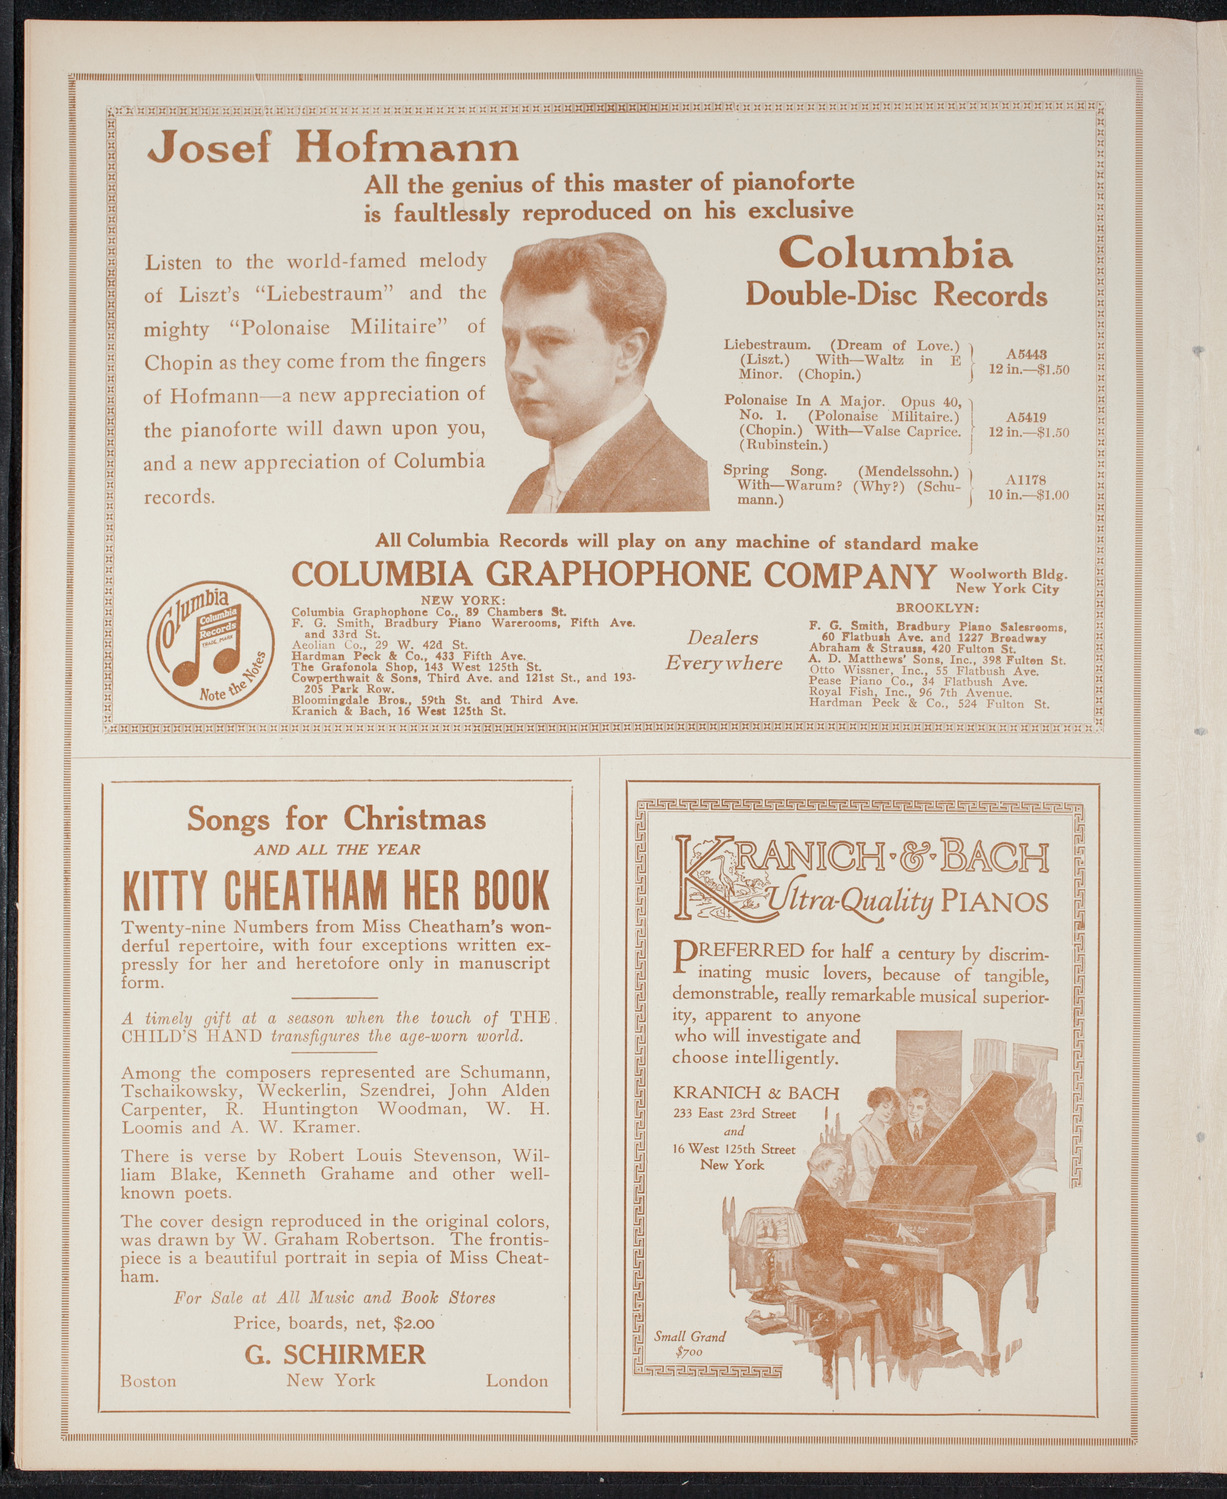 Josef Hofmann
All the genius of this master of pianoforte
is faultlessly reproduced on his exclusive
Listen to the world-famed melody
of Liszt's "Liebestraum" and the
mighty "Polonaise Militaire" of
Chopin as they come from the fingers
of Hofmann—a new appreciation of
the pianoforte will dawn upon you,
and a new appreciation of Columbia
records.
Columbia
Double-Disc Records
Liebestraum. (Dream of Love.)
(Liszt.) With—Waltz in E
Minor. (Chopin.)
A5443
12 in.—$1.50
Polonaise In A Major. Opus 40,
No. 1. (Polonaise Militaire.)
(Chopin.) With—Valse Caprice.
(Rubinstein.)
A5419
12 in.—$1.50
Spring Song. (Mendelssohn.)
With—Warum? (Why?) (Schu-
mann.)
A1178
10 in.—$1.00
All Columbia Records will play on any machine of standard make
COLUMBIA GRAPHOPHONE COMPANY
Woolworth Bldg.
New York City
Columbia
Columbia
Records
TRADE MARK
Note the Notes
NEW YORK:
Columbia Graphophone Co., 89 Chambers St.
F. G. Smith, Bradbury Piano Warerooms, Fifth Ave.
and 33rd St.
Aeolian Co., 29 W. 42d St.
Hardman Peck & Co., 433 Fifth Ave.
The Grafonola Shop, 143 West 125th St.
Cowperthwait & Sons, Third Ave. and 121st St., and 193-
205 Park Row.
Bloomingdale Bros., 59th St. and Third Ave.
Kranich & Bach, 16 West 125th St.
Dealers
Everywhere
BROOKLYN:
F. G. Smith, Bradbury Piano Salesrooms,
60 Flatbush Ave. and 1227 Broadway
Abraham & Strauss, 420 Fulton St.
A. D. Matthews' Sons, Inc., 398 Fulton St.
Otto Wissner, Inc., 55 Flatbush Ave.
Pease Piano Co., 34 Flatbush Ave.
Royal Fish, Inc., 96 7th Avenue.
Hardman Peck & Co., 524 Fulton St.
Songs for Christmas
AND ALL THE YEAR
KITTY CHEATHAM HER BOOK
Twenty-nine Numbers from Miss Cheatham's won-
derful repertoire, with four exceptions written ex-
pressly for her and heretofore only in manuscript
form.
A timely gift at a season when the touch of THE
CHILD'S HAND transfigures the age-worn world.
Among the composers represented are Schumann,
Tschaikowsky, Weckerlin, Szendrei, John Alden
Carpenter, R. Huntington Woodman, W. H.
Loomis and A. W. Kramer.
There is verse by Robert Louis Stevenson, Wil-
liam Blake, Kenneth Grahame and other well-
known poets.
The cover design reproduced in the original colors,
was drawn by W. Graham Robertson. The frontis-
piece is a beautiful portrait in sepia of Miss Cheat-
ham.
For Sale at All Music and Book Stores
Price, boards, net, $2.00
G. SCHIRMER
Boston New York London
KRANICH·&·BACH
Ultra-Quality PIANOS
PREFERRED for half a century by discrim-
inating music lovers, because of tangible,
demonstrable, really remarkable musical superior-
ity, apparent to anyone
who will investigate and
choose intelligently.
KRANICH & BACH
233 East 23rd Street
and
16 West 125th Street
New York
Small Grand
$700